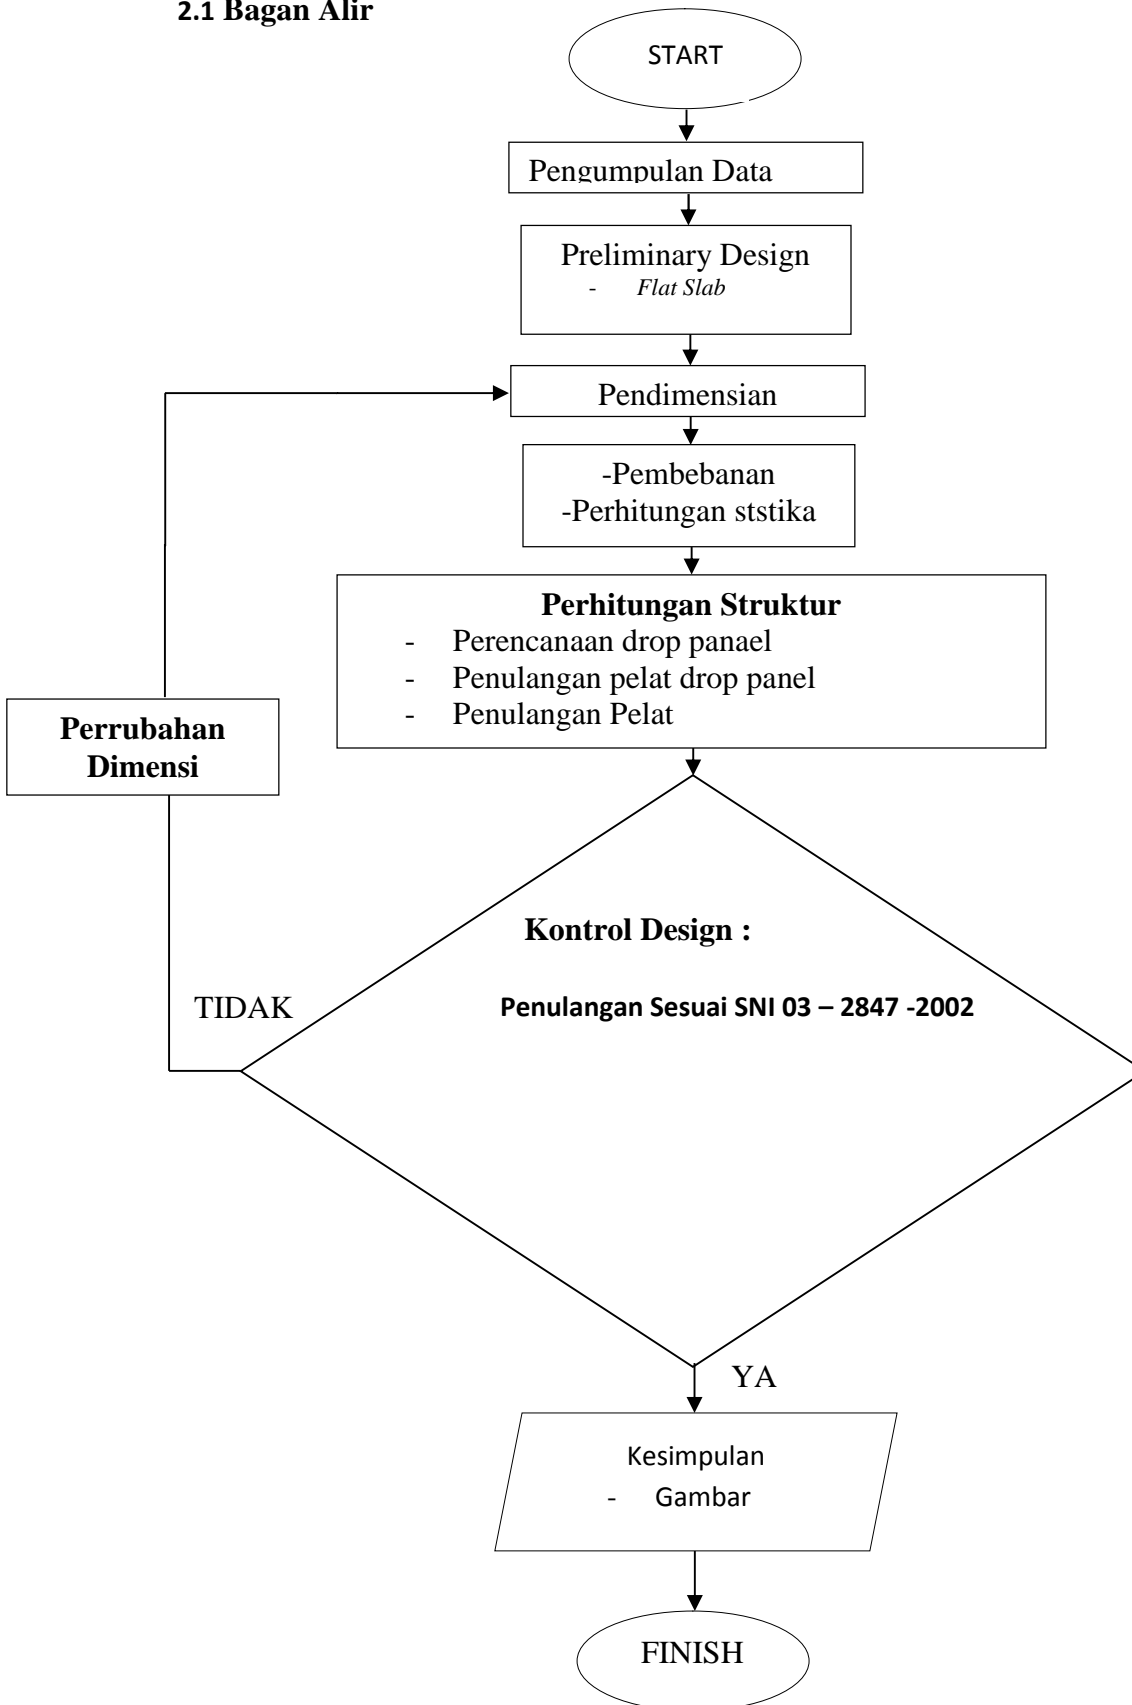 2.1 Bagan Alir
START
Pengumpulan Data
Preliminary Design
- Flat Slab
Pendimensian
-Pembebanan
-Perhitungan ststika
Perhitungan Struktur
- Perencanaan drop panael
- Penulangan pelat drop panel
- Penulangan Pelat
Perrubahan
Dimensi
Kontrol Design :
TIDAK
Penulangan Sesuai SNI 03 – 2847 -2002
YA
Kesimpulan
- Gambar
FINISH